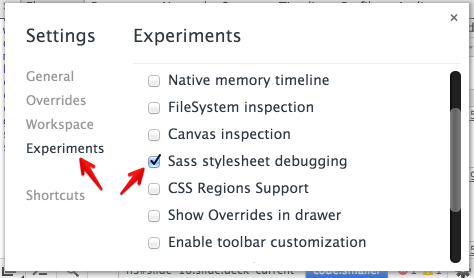 Settings
Experiments
×
General
Overrides
Workspace
Experiments
Shortcuts
Native memory timeline
FileSystem inspection
Canvas inspection
Sass stylesheet debugging
CSS Regions Support
Show Overrides in drawer
Enable toolbar customization